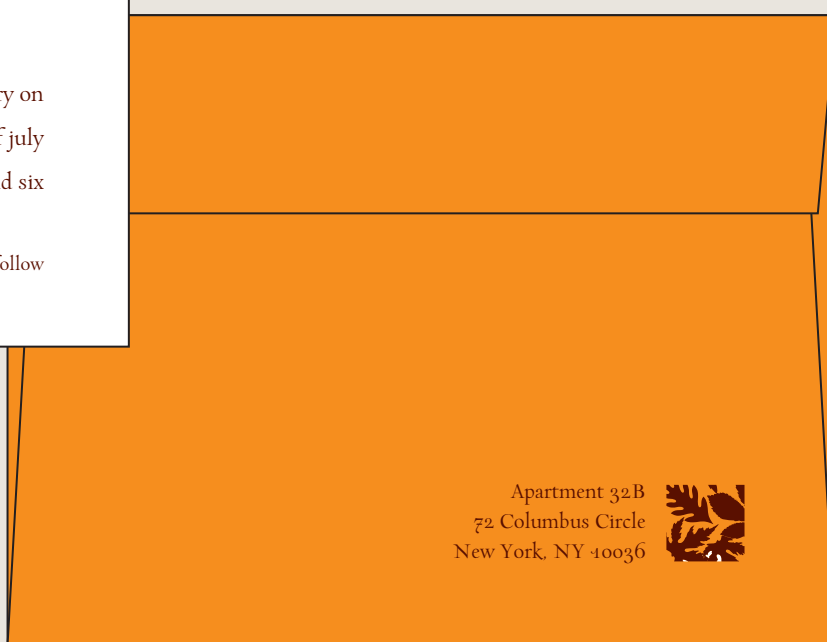 ry on
f july
d six
follow
Apartment 32B
72 Columbus Circle
New York, NY 10036